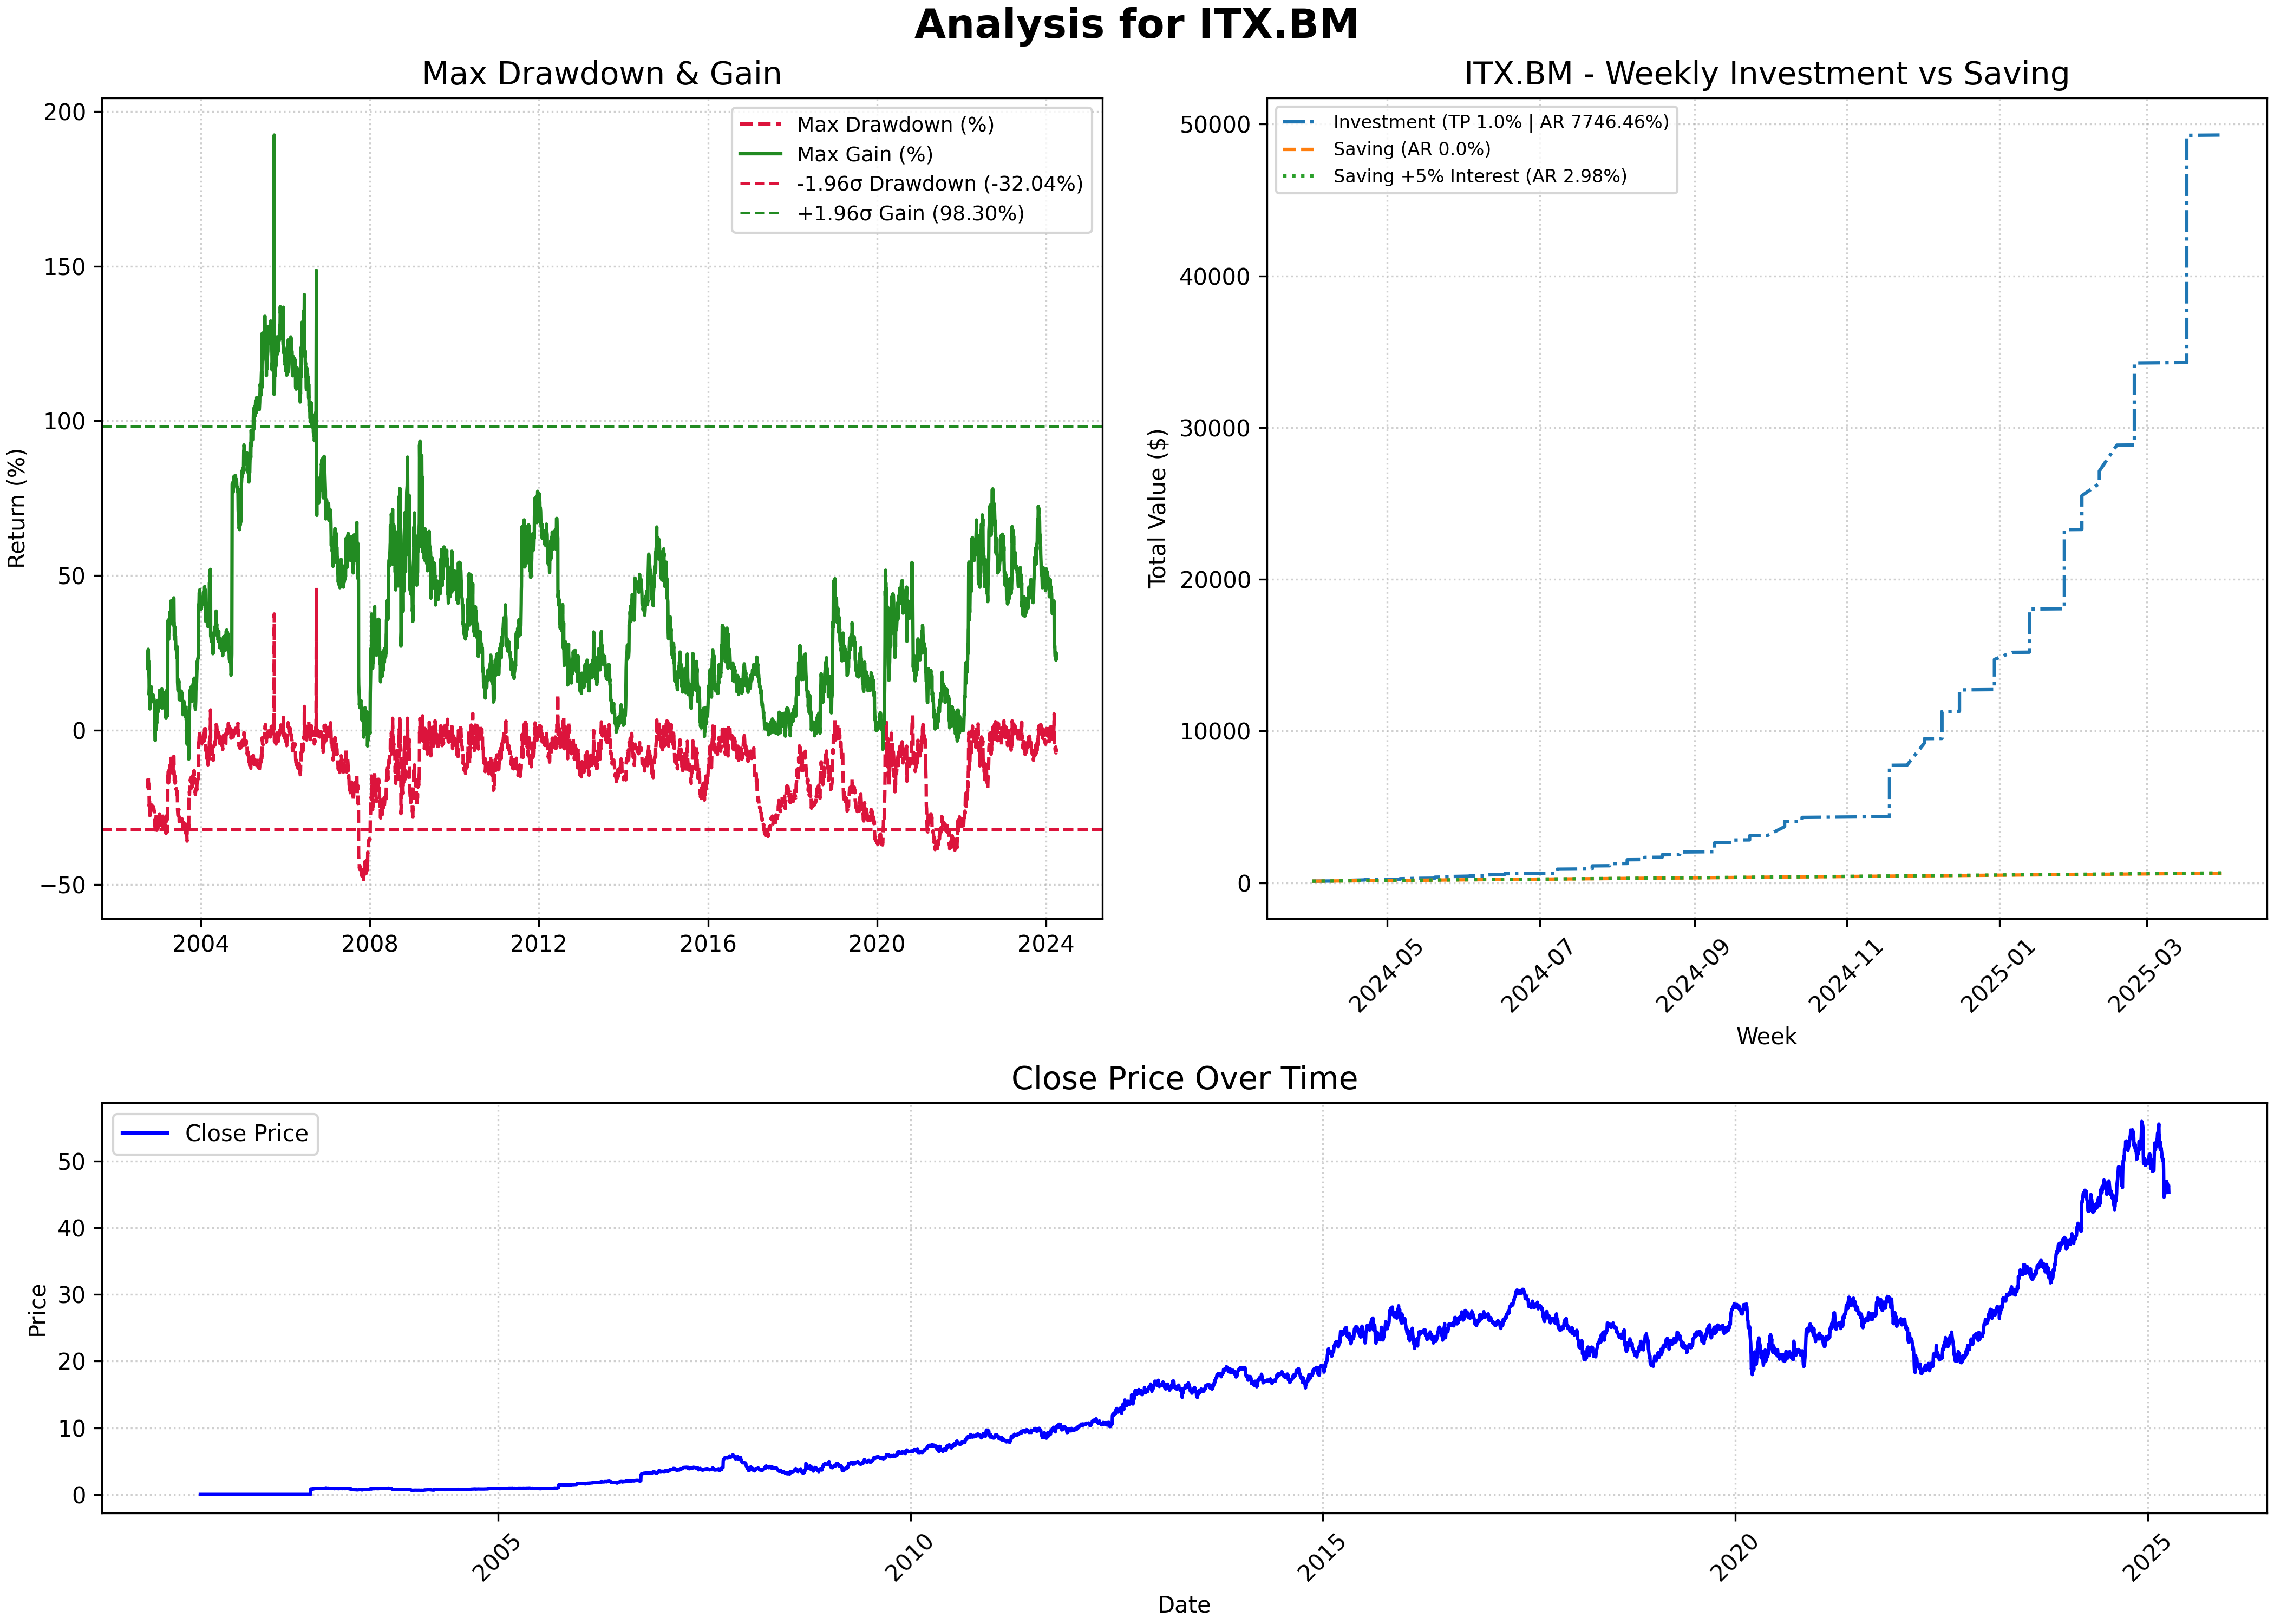 Analysis for ITX.BM
Max Drawdown & Gain
Return (%)
200
150
100
50
0
−50
Max Drawdown (%)
Max Gain (%)
-1.96σ Drawdown (-32.04%)
+1.96σ Gain (98.30%)
2004
2008
2012
2016
2020
2024
ITX.BM - Weekly Investment vs Saving
Total Value ($)
50000
40000
30000
20000
10000
0
Investment (TP 1.0% | AR 7746.46%)
Saving (AR 0.0%)
Saving +5% Interest (AR 2.98%)
2024-05
2024-07
2024-09
2024-11
2025-01
2025-03
Week
Close Price Over Time
Price
50
40
30
20
10
0
Close Price
2005
2010
2015
2020
2025
Date